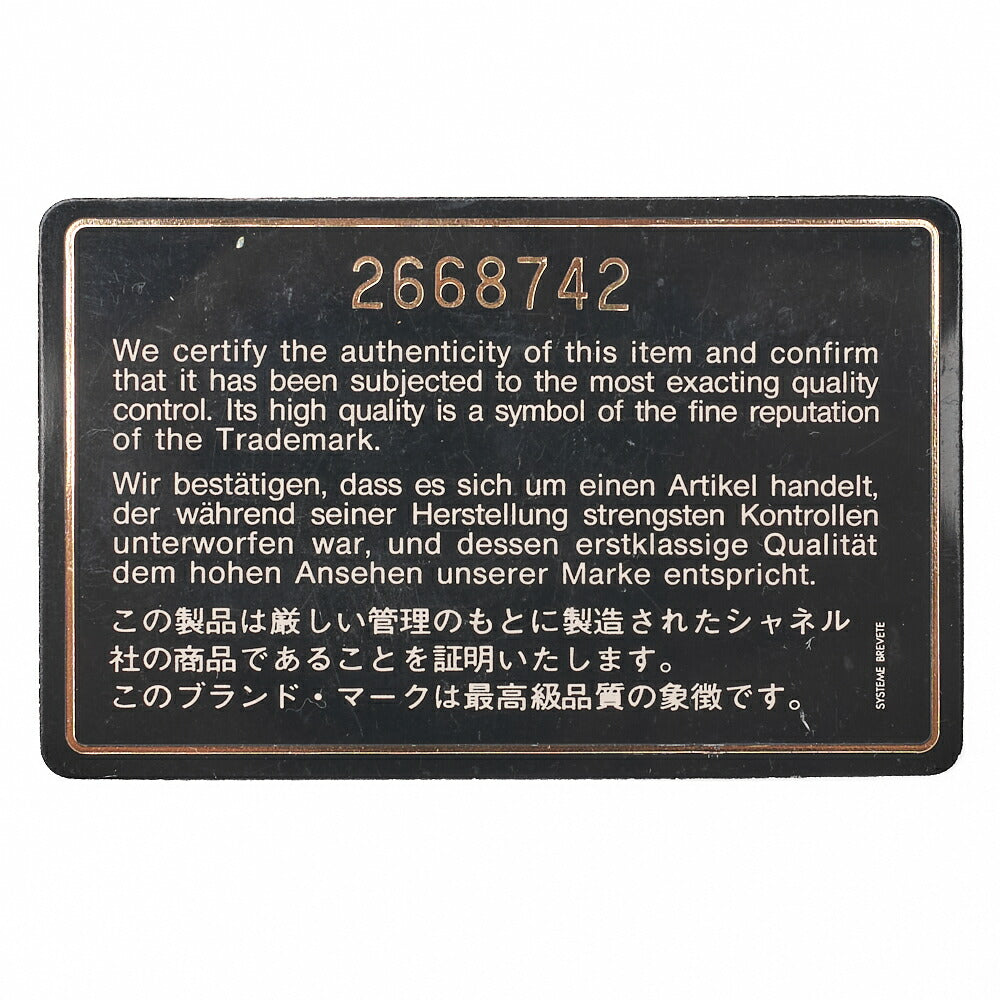 2668742
We certify the authenticity of this item and confirm
that it has been subjected to the most exacting quality
control. Its high quality is a symbol of the fine reputation
of the Trademark.
Wir bestätigen, dass es sich um einen Artikel handelt,
der während seiner Herstellung strengsten Kontrollen
unterworfen war, und dessen erstklassige Qualität
dem hohen Ansehen unserer Marke entspricht.
この製品は厳しい管理のもとに製造されたシャネル
社の商品であることを証明いたします。
このブランド・マークは最高級品質の象徴です。
SYSTEME BREVETE